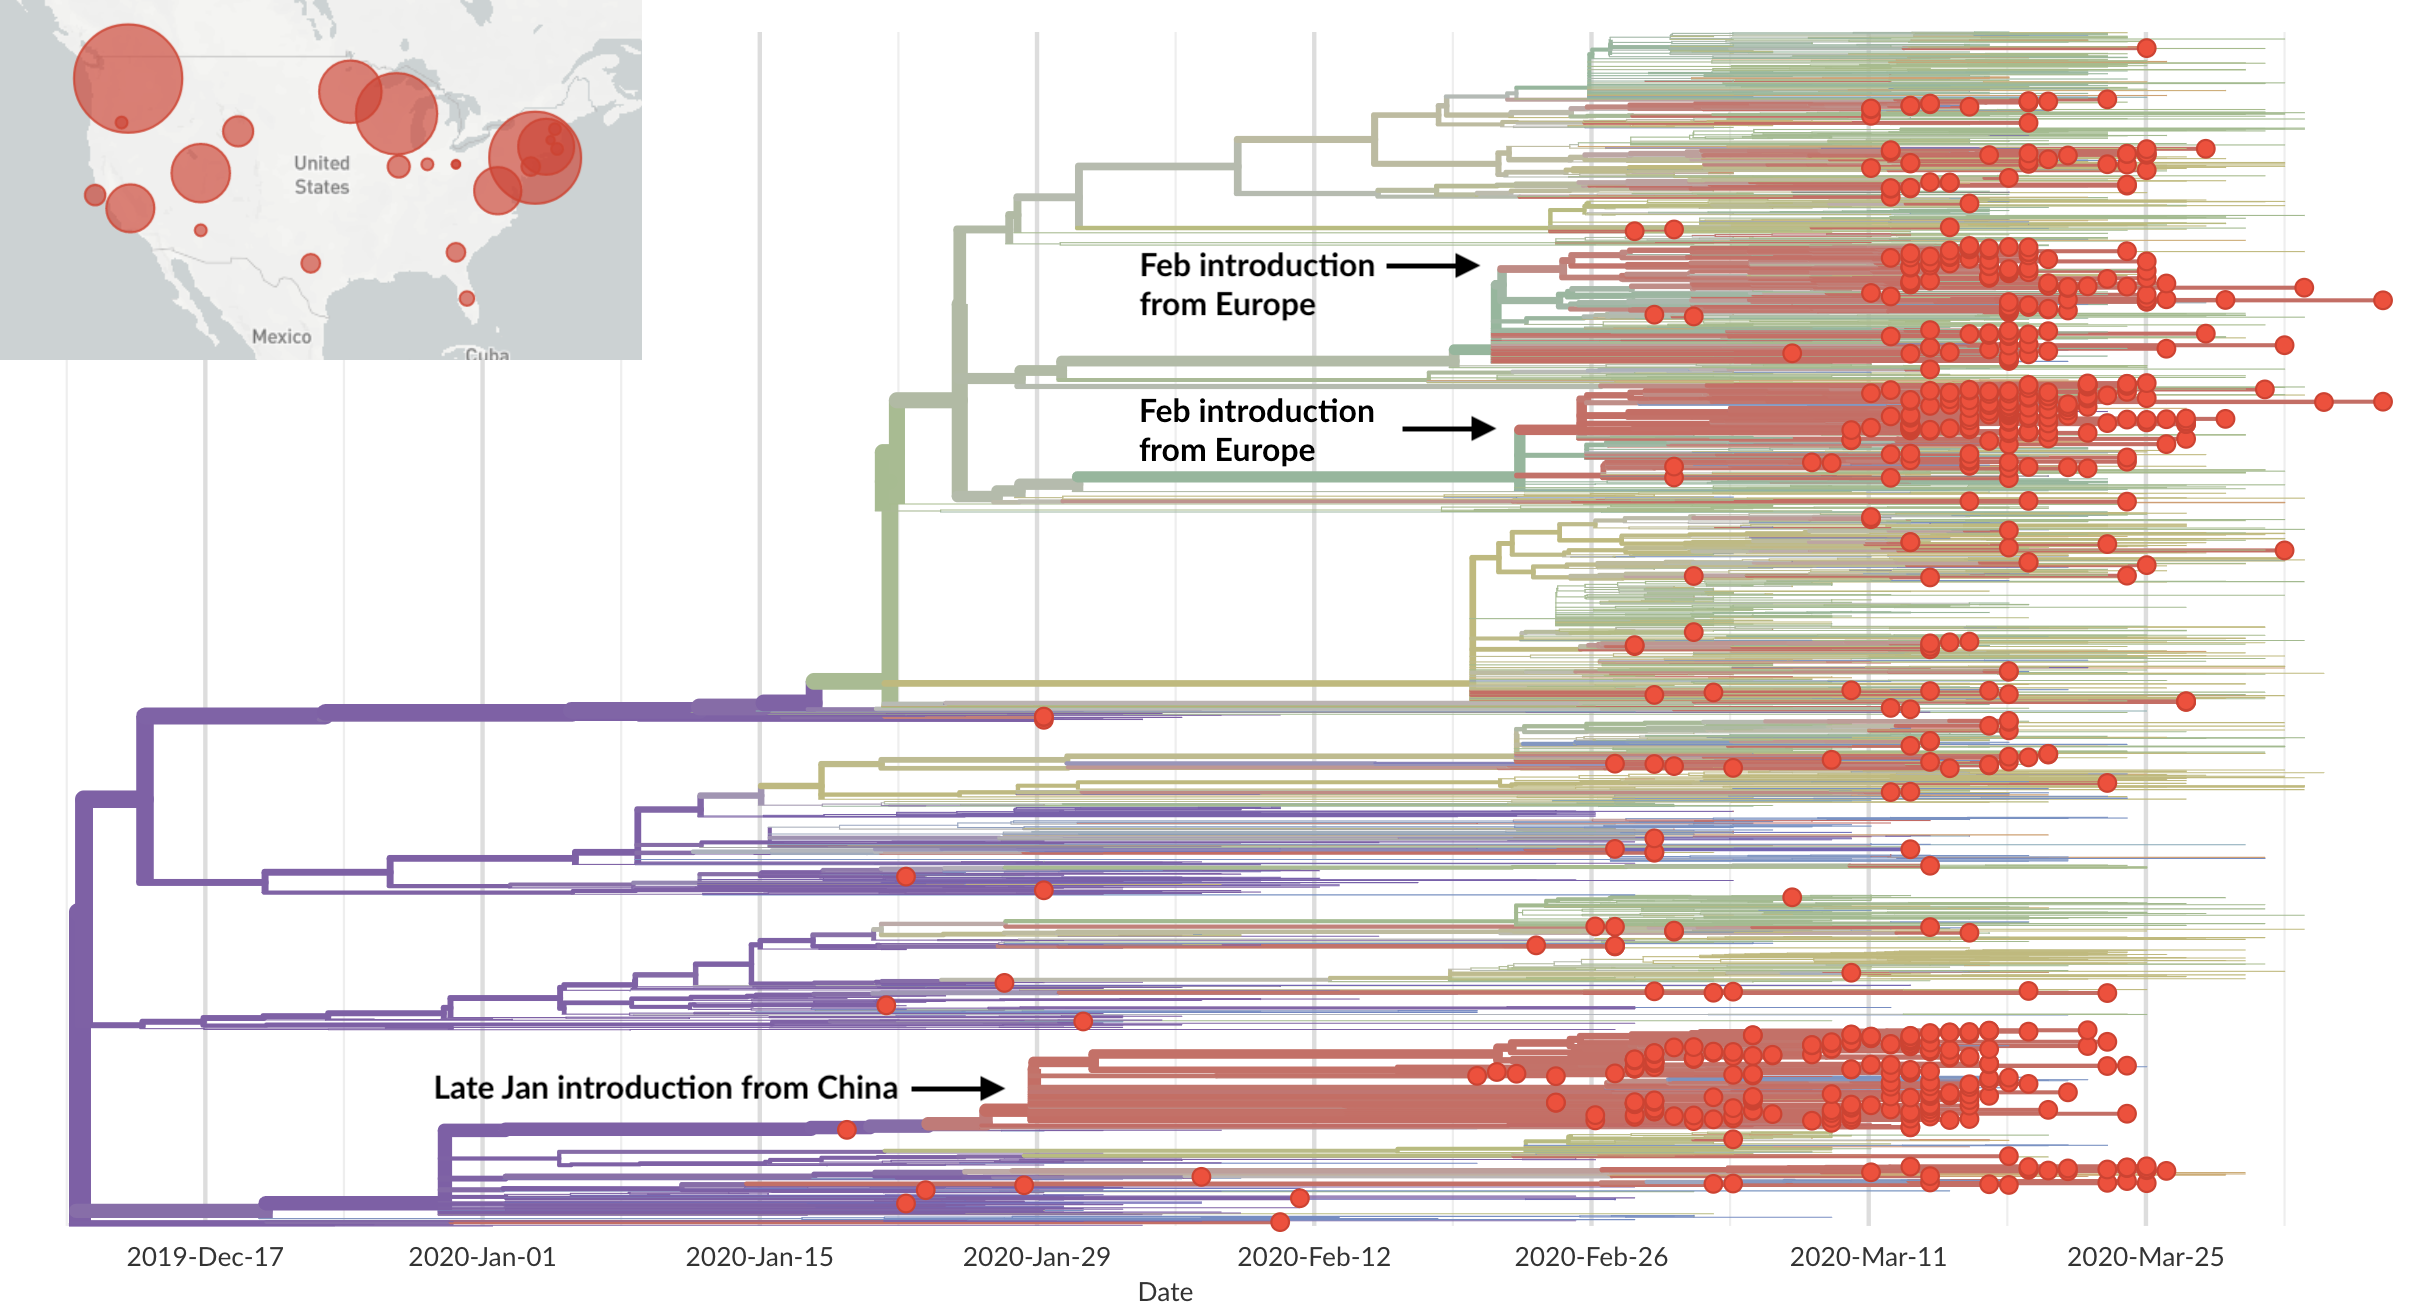 United
States
Mexico
Cuba
Feb introduction
from Europe
Feb introduction
from Europe
Late Jan introduction from China
2019-Dec-17 2020-Jan-01 2020-Jan-15 2020-Jan-29 2020-Feb-12 2020-Feb-26 2020-Mar-11 2020-Mar-25
Date